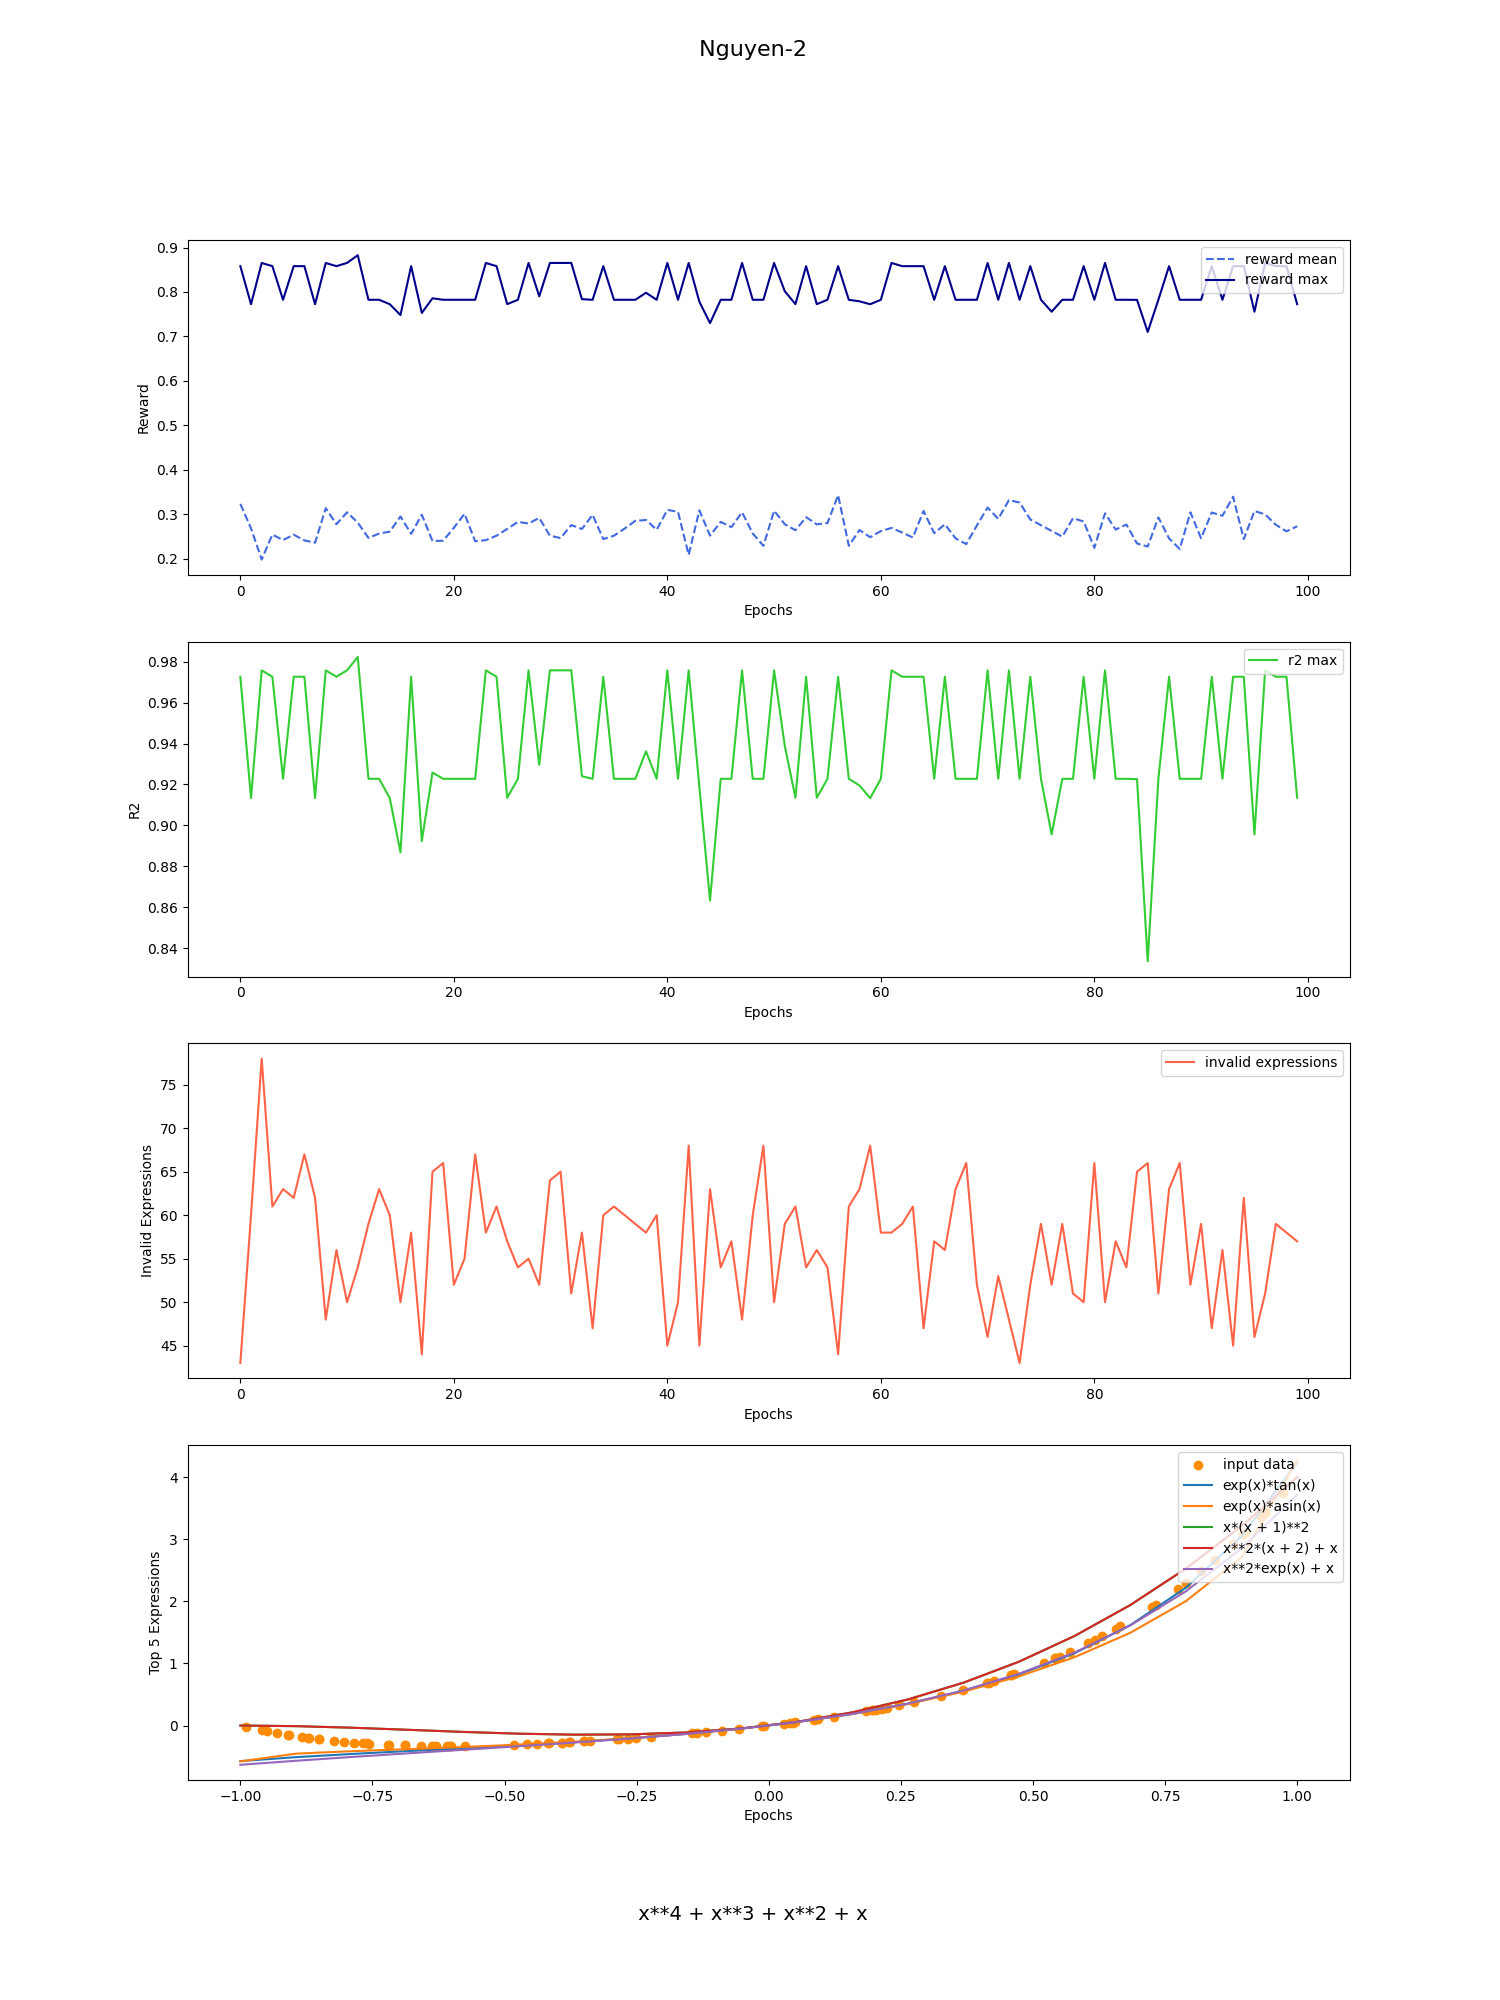 Nguyen-2
0.9
0.8
0.7
0.6
0.5
0.4
0.3
0.2
Reward
reward mean
reward max
0 20 40 60 80 100
Epochs
0.98
0.96
0.94
0.92
0.90
0.88
0.86
0.84
R2
r2 max
0 20 40 60 80 100
Epochs
75
70
65
60
55
50
45
Invalid Expressions
invalid expressions
0 20 40 60 80 100
Epochs
4
3
2
1
0
Top 5 Expressions
input data
exp(x)*tan(x)
exp(x)*asin(x)
x*(x + 1)**2
x**2*(x + 2) + x
x**2*exp(x) + x
−1.00 −0.75 −0.50 −0.25 0.00 0.25 0.50 0.75 1.00
Epochs
x**4 + x**3 + x**2 + x